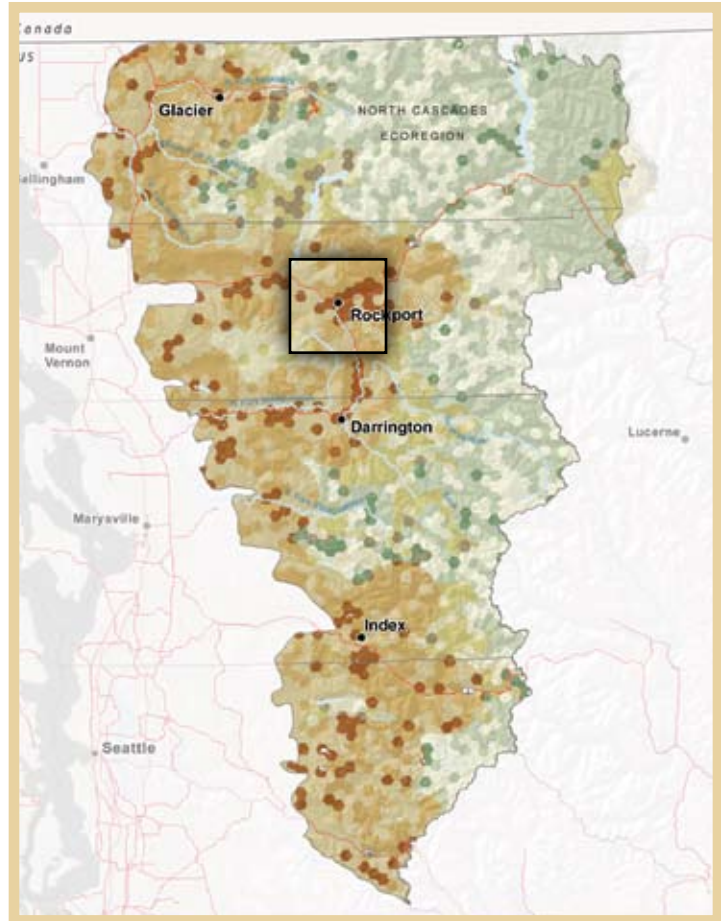 Canada
US
Glacier
NORTH CASCADES
ECOREGION
Bellingham
Rockport
Mount
Vernon
Darrington
Lucerne
Marysville
Index
Seattle